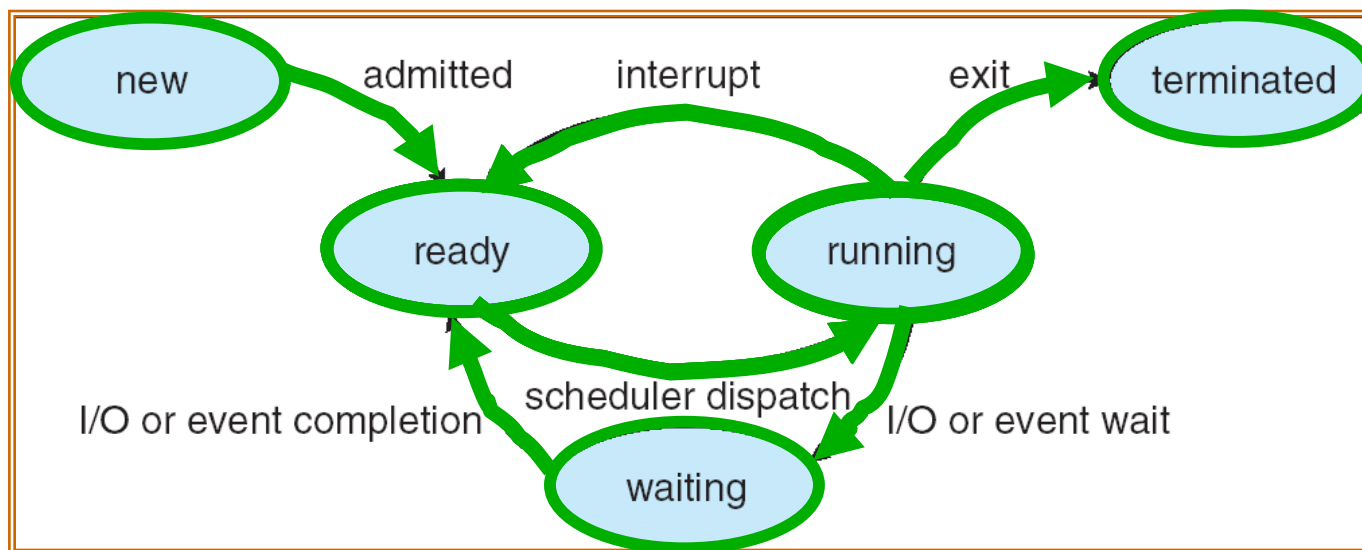 new
admitted
interrupt
exit
terminated
ready
running
scheduler dispatch
I/O or event completion
I/O or event wait
waiting